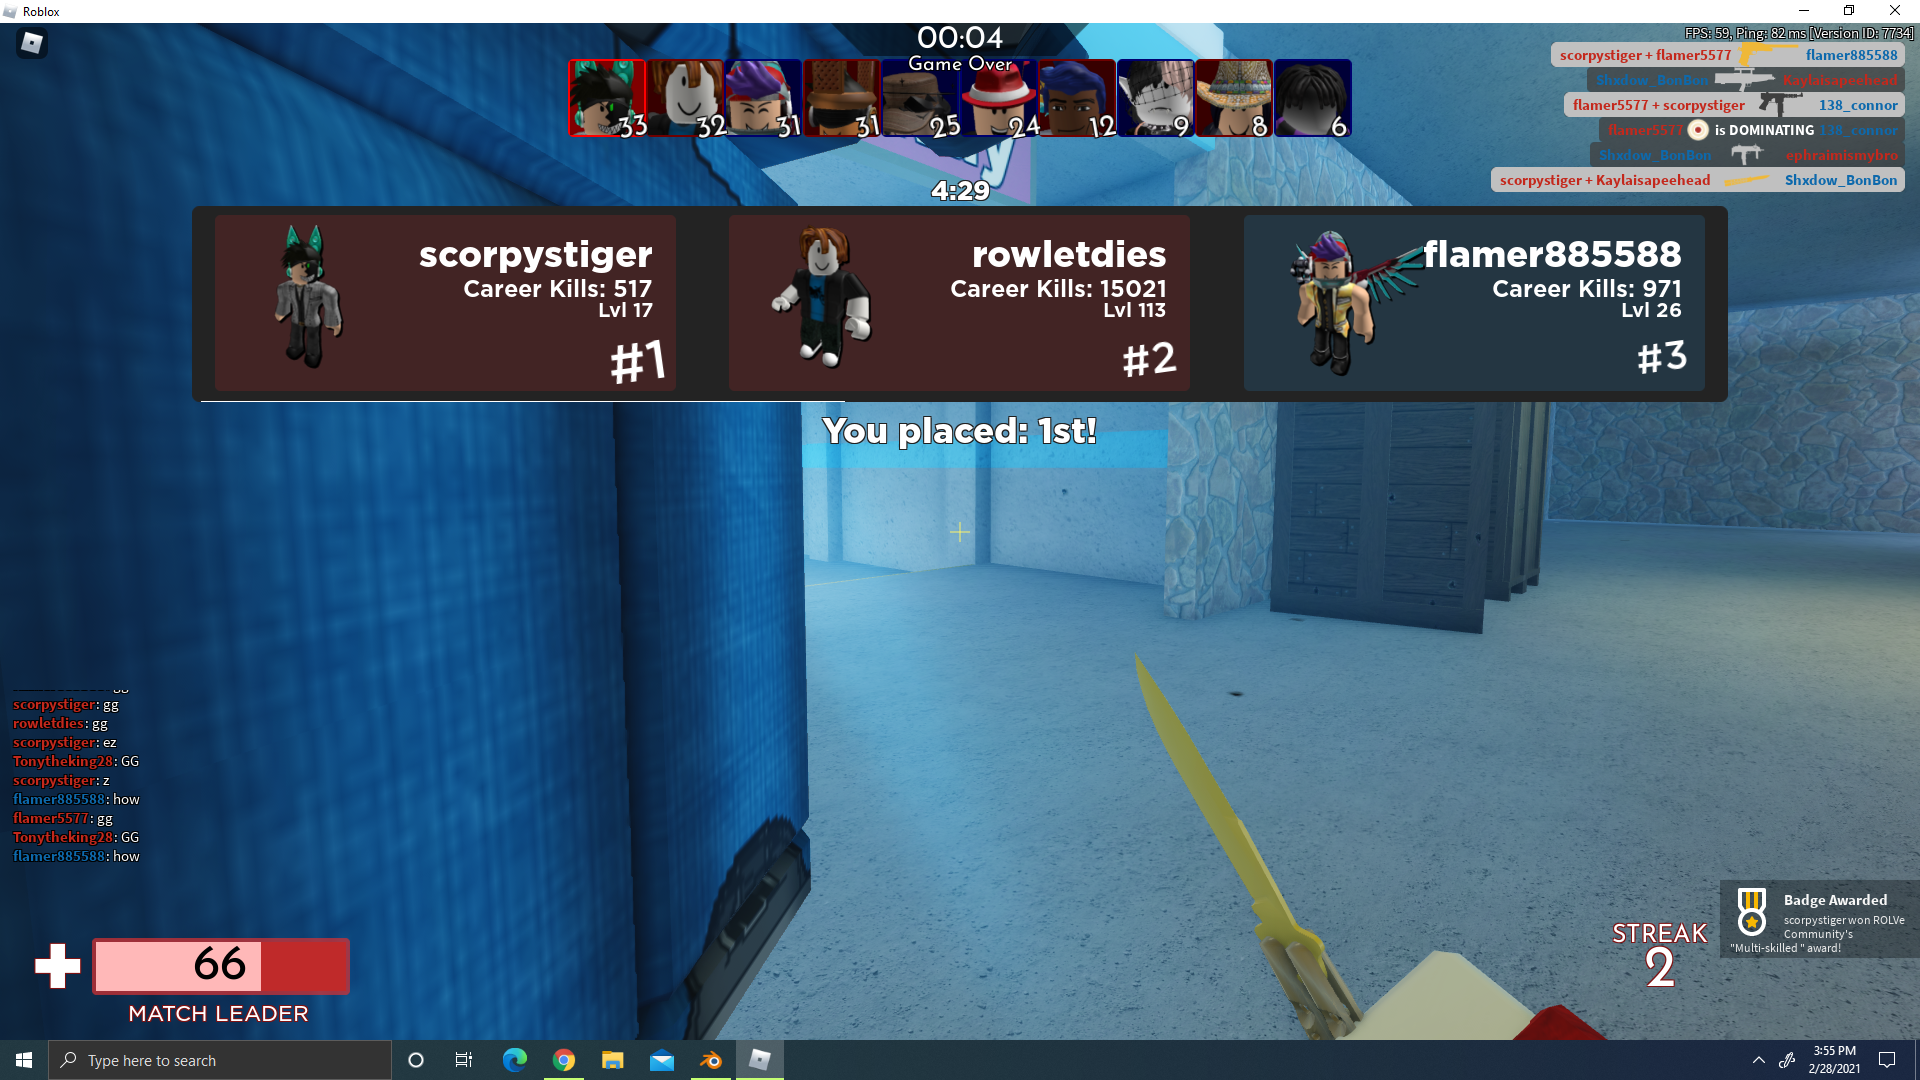 Roblox
00:04
Game Over
FPS: 59, Ping: 82 ms [Version ID: 7734]
scorpystiger + flamer5577 flamer885588
Shxdow_BonBon Kaylaisapeehead
flamer5577 + scorpystiger 138_connor
flamer5577 is DOMINATING 138_connor
Shxdow_BonBon ephraimismybro
scorpystiger + Kaylaisapeehead Shxdow_BonBon
33 32 31 31 25 24 12 9 8 6
4:29
scorpystiger
Career Kills: 517
Lvl 17
#1
rowletdies
Career Kills: 15021
Lvl 113
#2
flamer885588
Career Kills: 971
Lvl 26
#3
You placed: 1st!
scorpystiger: gg
rowletdies: gg
scorpystiger: ez
Tonytheking28: GG
scorpystiger: z
flamer885588: how
flamer5577: gg
Tonytheking28: GG
flamer885588: how
66
MATCH LEADER
STREAK
2
Badge Awarded
scorpystiger won ROLVe
Community's
"Multi-skilled " award!
Type here to search
3:55 PM
2/28/2021